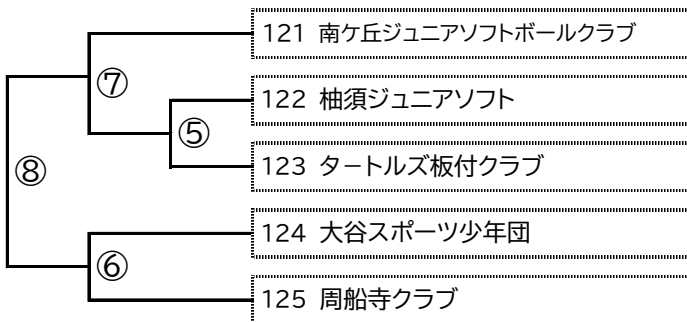 121 南ケ丘ジュニアソフトボールクラブ
⑦
122 柚須ジュニアソフト
⑤
123 タートルズ板付クラブ
⑧
124 大谷スポーツ少年団
⑥
125 周船寺クラブ